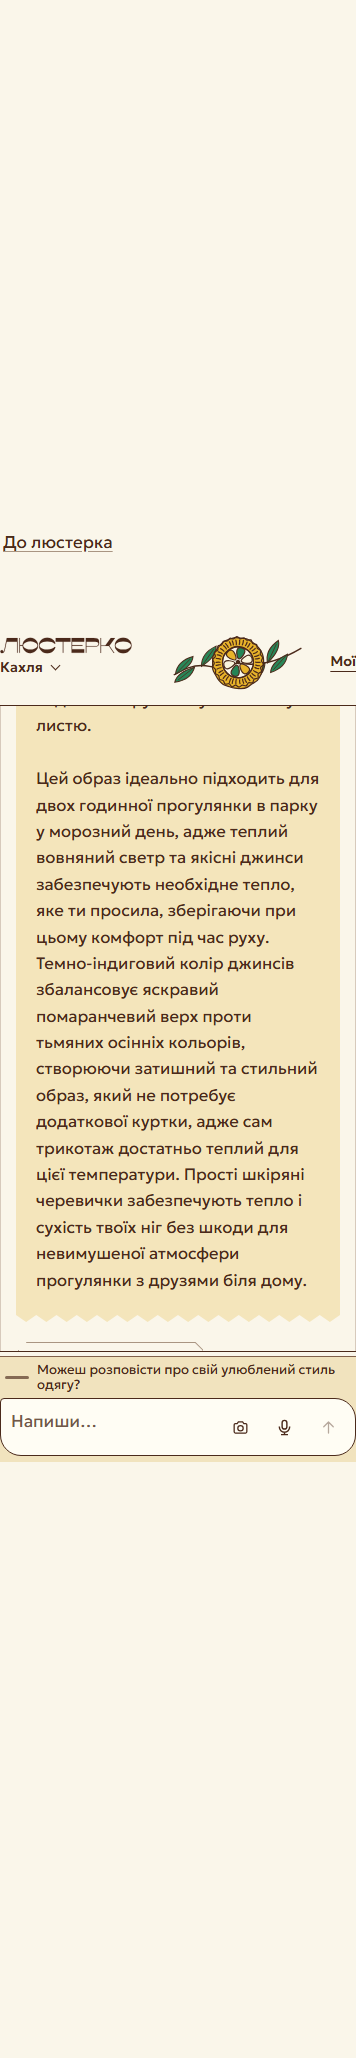 До люстерка
ЛЮСТЕРКО
Кахля
Мої
листю.
Цей образ ідеально підходить для
двох годинної прогулянки в парку
у морозний день, адже теплий
вовняний светр та якісні джинси
забезпечують необхідне тепло,
яке ти просила, зберігаючи при
цьому комфорт під час руху.
Темно-індиговий колір джинсів
збалансовує яскравий
помаранчевий верх проти
тьмяних осінніх кольорів,
створюючи затишний та стильний
образ, який не потребує
додаткової куртки, адже сам
трикотаж достатньо теплий для
цієї температури. Прості шкіряні
черевички забезпечують тепло і
сухість твоїх ніг без шкоди для
невимушеної атмосфери
прогулянки з друзями біля дому.
Можеш розповісти про свій улюблений стиль
одягу?
Напиши...